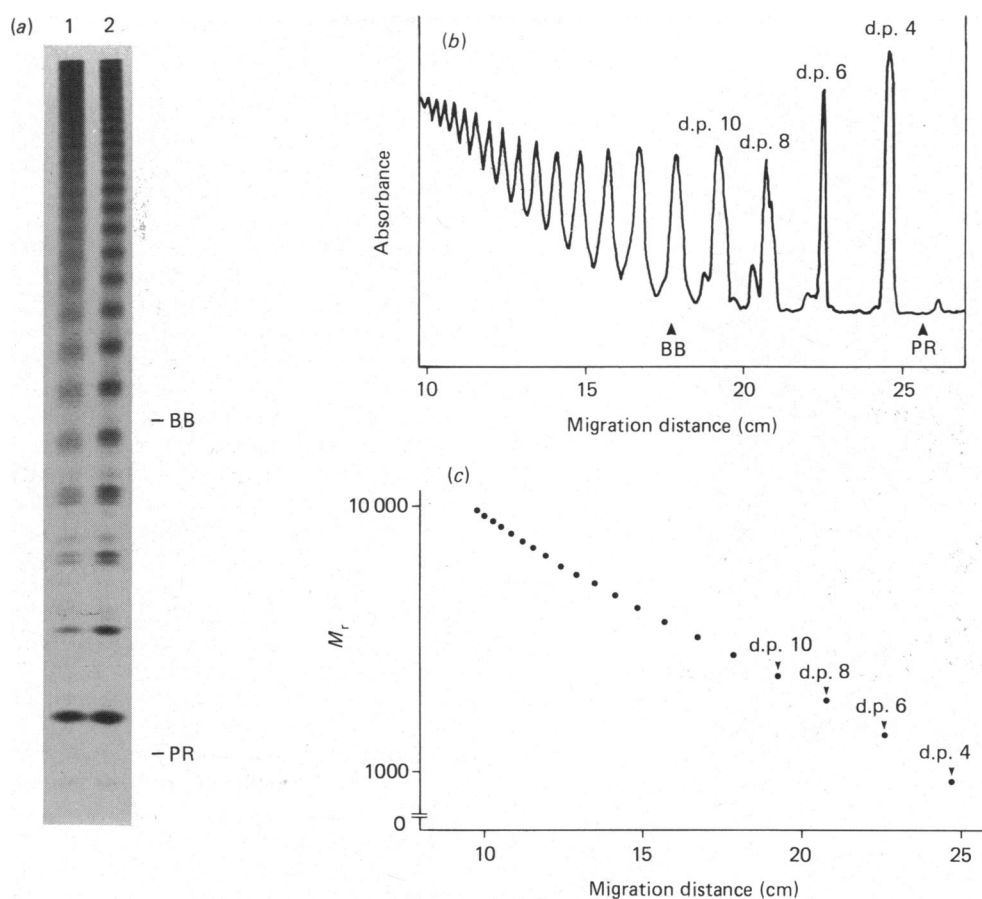 (a) 1 2
– BB
– PR
(b)
Absorbance
d.p. 10
d.p. 8
d.p. 6
d.p. 4
BB
PR
10 15 20 25
Migration distance (cm)
(c)
10 000
1000
0
M_r
d.p. 10
d.p. 8
d.p. 6
d.p. 4
10 15 20 25
Migration distance (cm)